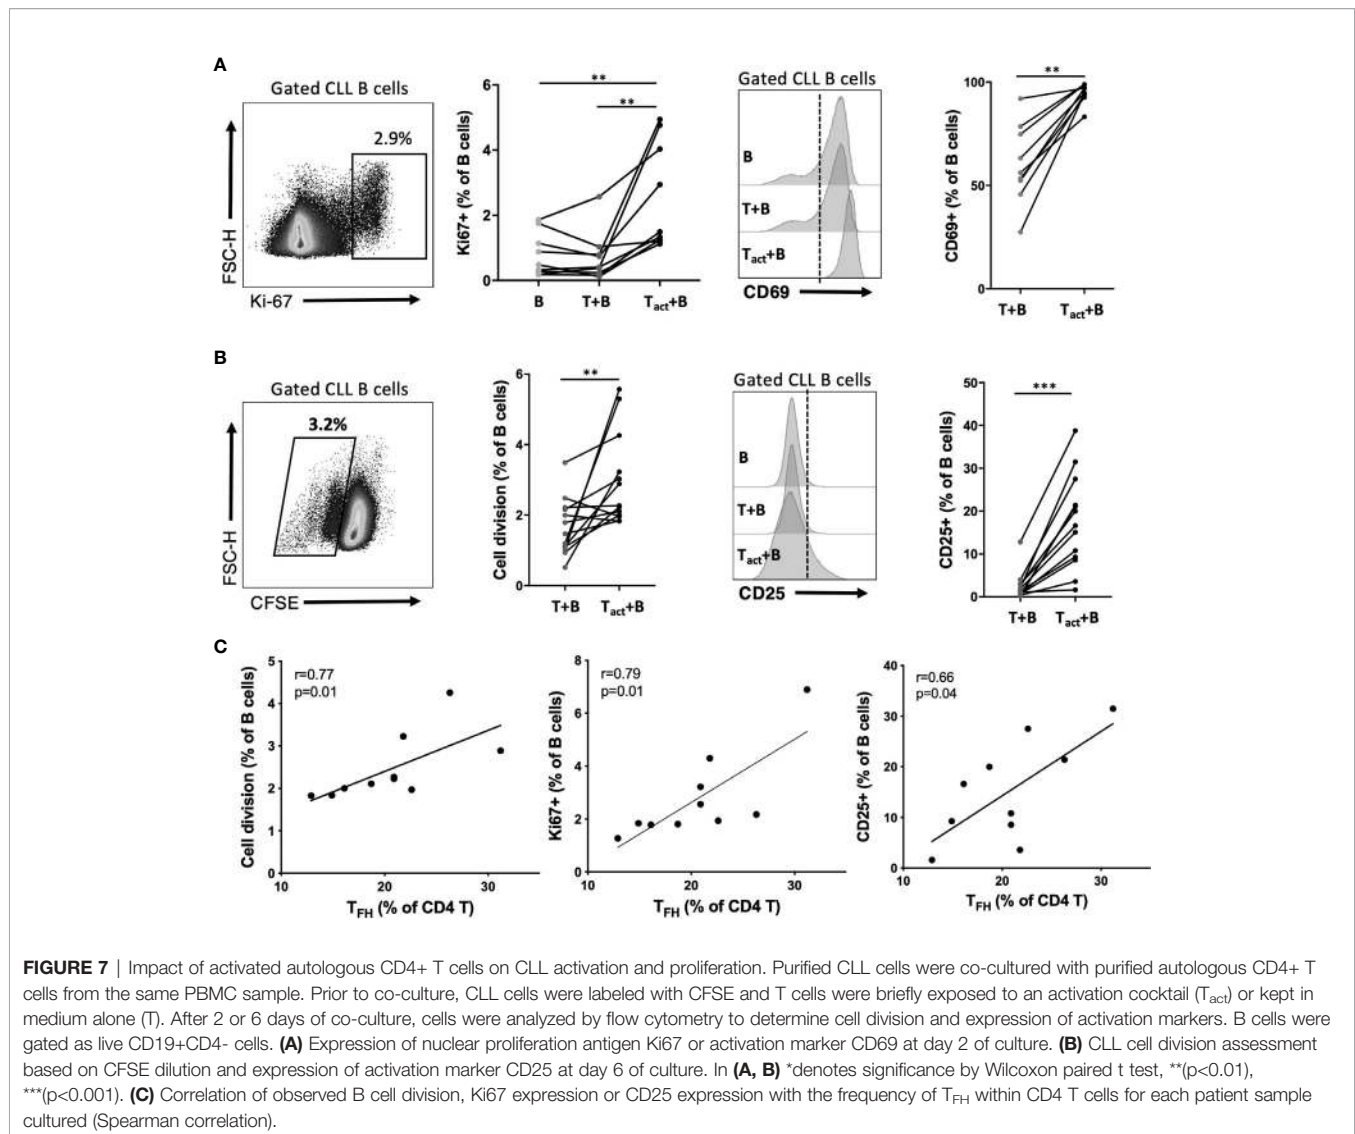 A
Gated CLL B cells
2.9%
FSC-H
Ki-67
Ki67+ (% of B cells)
6
4
2
0
**
**
B
T+B
Tact+B
Gated CLL B cells
B
T+B
Tact+B
CD69
CD69+ (% of B cells)
100
50
0
**
T+B
Tact+B
B
Gated CLL B cells
3.2%
FSC-H
CFSE
Cell division (% of B cells)
6
4
2
0
**
T+B
Tact+B
Gated CLL B cells
B
T+B
Tact+B
CD25
CD25+ (% of B cells)
50
40
30
20
10
0
***
T+B
Tact+B
C
Cell division (% of B cells)
5
4
3
2
1
0
r=0.77
p=0.01
10
20
30
TFH (% of CD4 T)
Ki67+ (% of B cells)
8
6
4
2
0
r=0.79
p=0.01
10
20
30
TFH (% of CD4 T)
CD25+ (% of B cells)
40
30
20
10
0
r=0.66
p=0.04
10
20
30
TFH (% of CD4 T)
FIGURE 7 | Impact of activated autologous CD4+ T cells on CLL activation and proliferation. Purified CLL cells were co-cultured with purified autologous CD4+ T
cells from the same PBMC sample. Prior to co-culture, CLL cells were labeled with CFSE and T cells were briefly exposed to an activation cocktail (Tact) or kept in
medium alone (T). After 2 or 6 days of co-culture, cells were analyzed by flow cytometry to determine cell division and expression of activation markers. B cells were
gated as live CD19+CD4- cells. (A) Expression of nuclear proliferation antigen Ki67 or activation marker CD69 at day 2 of culture. (B) CLL cell division assessment
based on CFSE dilution and expression of activation marker CD25 at day 6 of culture. In (A, B) *denotes significance by Wilcoxon paired t test, **(p<0.01),
***(p<0.001). (C) Correlation of observed B cell division, Ki67 expression or CD25 expression with the frequency of TFH within CD4 T cells for each patient sample
cultured (Spearman correlation).